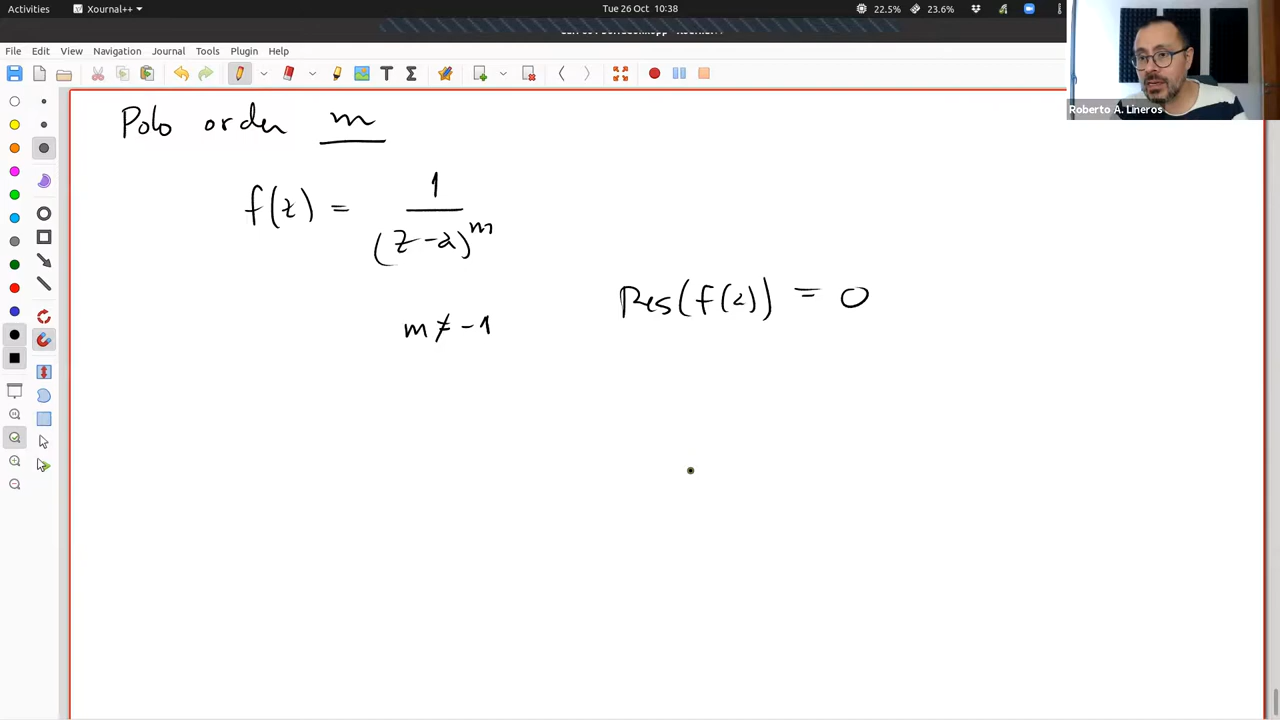 Activities Xournal++ Tue 26 Oct 10:38 22.5% 23.6%
File Edit View Navigation Journal Tools Plugin Help
Roberto A. Lineros
Polo order m
f(z) = 1 / (z-a)^m
Res(f(z)) = 0
m ≠ -1